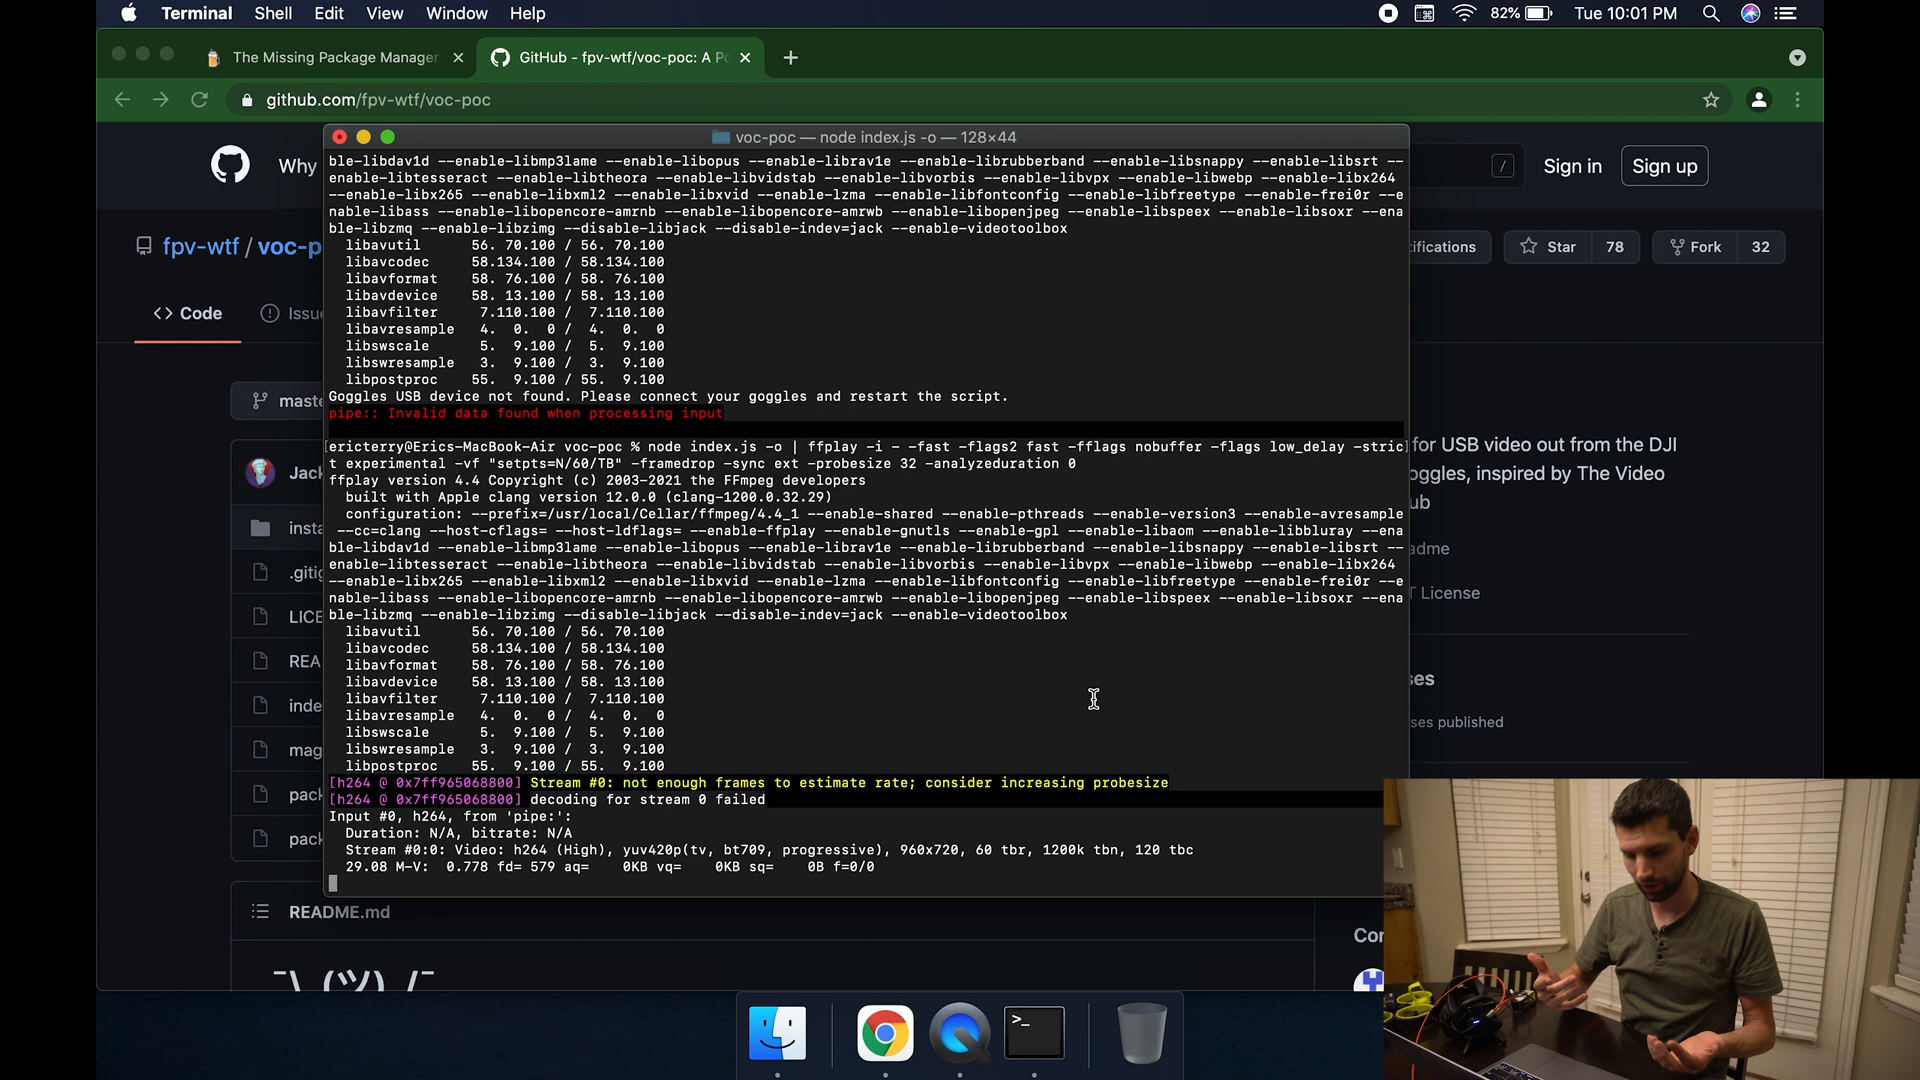 Terminal Shell Edit View Window Help 82% Tue 10:01 PM
The Missing Package Manager GitHub - fpv-wtf/voc-poc: A Po
github.com/fpv-wtf/voc-poc
voc-poc — node index.js -o — 128×44
Why / Sign in Sign up
fpv-wtf / voc-p ifications Star 78 Fork 32
<> Code Issu
maste
Jack
insta
.gitig
LICE
REA
inde
mag
pack
pack
ble-libdav1d --enable-libmp3lame --enable-libopus --enable-librav1e --enable-librubberband --enable-libsnappy --enable-libsrt --
enable-libtesseract --enable-libtheora --enable-libvidstab --enable-libvorbis --enable-libvpx --enable-libwebp --enable-libx264
--enable-libx265 --enable-libxml2 --enable-libxvid --enable-lzma --enable-libfontconfig --enable-libfreetype --enable-frei0r --e
nable-libass --enable-libopencore-amrnb --enable-libopencore-amrwb --enable-libopenjpeg --enable-libspeex --enable-libsoxr --ena
ble-libzmq --enable-libzimg --disable-libjack --disable-indev=jack --enable-videotoolbox
libavutil 56. 70.100 / 56. 70.100
libavcodec 58.134.100 / 58.134.100
libavformat 58. 76.100 / 58. 76.100
libavdevice 58. 13.100 / 58. 13.100
libavfilter 7.110.100 / 7.110.100
libavresample 4. 0. 0 / 4. 0. 0
libswscale 5. 9.100 / 5. 9.100
libswresample 3. 9.100 / 3. 9.100
libpostproc 55. 9.100 / 55. 9.100
Goggles USB device not found. Please connect your goggles and restart the script.
pipe:: Invalid data found when processing input
[ericterry@Erics-MacBook-Air voc-poc % node index.js -o | ffplay -i - -fast -flags2 fast -fflags nobuffer -flags low_delay -stric]
t experimental -vf "setpts=N/60/TB" -framedrop -sync ext -probesize 32 -analyzeduration 0
ffplay version 4.4 Copyright (c) 2003-2021 the FFmpeg developers
built with Apple clang version 12.0.0 (clang-1200.0.32.29)
configuration: --prefix=/usr/local/Cellar/ffmpeg/4.4_1 --enable-shared --enable-pthreads --enable-version3 --enable-avresample
--cc=clang --host-cflags= --host-ldflags= --enable-ffplay --enable-gnutls --enable-gpl --enable-libaom --enable-libbluray --ena
ble-libdav1d --enable-libmp3lame --enable-libopus --enable-librav1e --enable-librubberband --enable-libsnappy --enable-libsrt --
enable-libtesseract --enable-libtheora --enable-libvidstab --enable-libvorbis --enable-libvpx --enable-libwebp --enable-libx264
--enable-libx265 --enable-libxml2 --enable-libxvid --enable-lzma --enable-libfontconfig --enable-libfreetype --enable-frei0r --e
nable-libass --enable-libopencore-amrnb --enable-libopencore-amrwb --enable-libopenjpeg --enable-libspeex --enable-libsoxr --ena
ble-libzmq --enable-libzimg --disable-libjack --disable-indev=jack --enable-videotoolbox
libavutil 56. 70.100 / 56. 70.100
libavcodec 58.134.100 / 58.134.100
libavformat 58. 76.100 / 58. 76.100
libavdevice 58. 13.100 / 58. 13.100
libavfilter 7.110.100 / 7.110.100
libavresample 4. 0. 0 / 4. 0. 0
libswscale 5. 9.100 / 5. 9.100
libswresample 3. 9.100 / 3. 9.100
libpostproc 55. 9.100 / 55. 9.100
[h264 @ 0x7ff965068800] Stream #0: not enough frames to estimate rate; consider increasing probesize
[h264 @ 0x7ff965068800] decoding for stream 0 failed
Input #0, h264, from 'pipe:':
Duration: N/A, bitrate: N/A
Stream #0:0: Video: h264 (High), yuv420p(tv, bt709, progressive), 960x720, 60 tbr, 1200k tbn, 120 tbc
29.08 M-V: 0.778 fd= 579 aq= 0KB vq= 0KB sq= 0B f=0/0
for USB video out from the DJI
oggles, inspired by The Video
ub
adme
T License
ses
ses published
Cor
README.md
¯\_(ツ)_/¯
>_